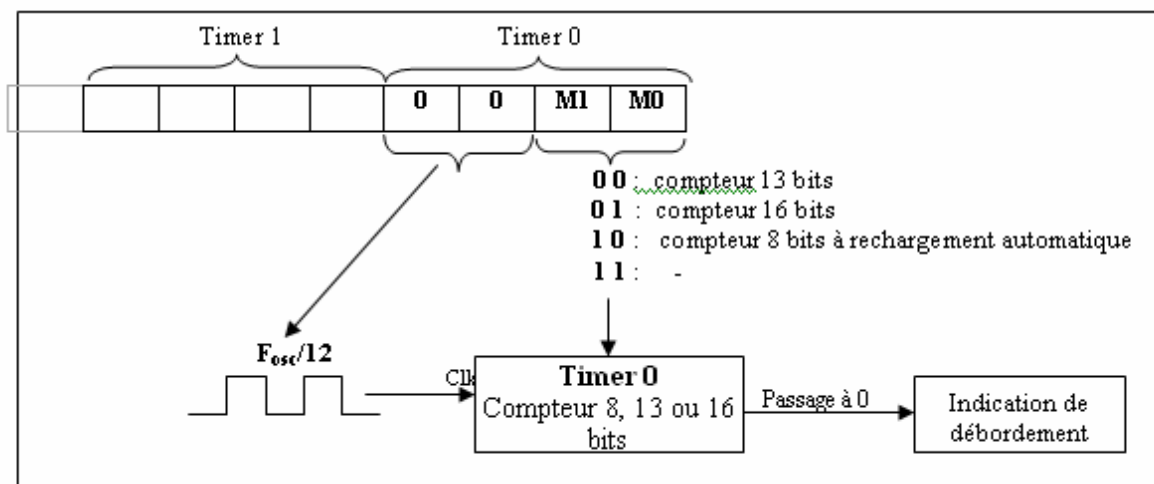 Timer 1
Timer 0
0 0 M1 M0
0 0 : compteur 13 bits
0 1 : compteur 16 bits
1 0 : compteur 8 bits à rechargement automatique
1 1 : -
Fosc/12
Clk
Timer 0
Compteur 8, 13 ou 16
bits
Passage à 0
Indication de
débordement